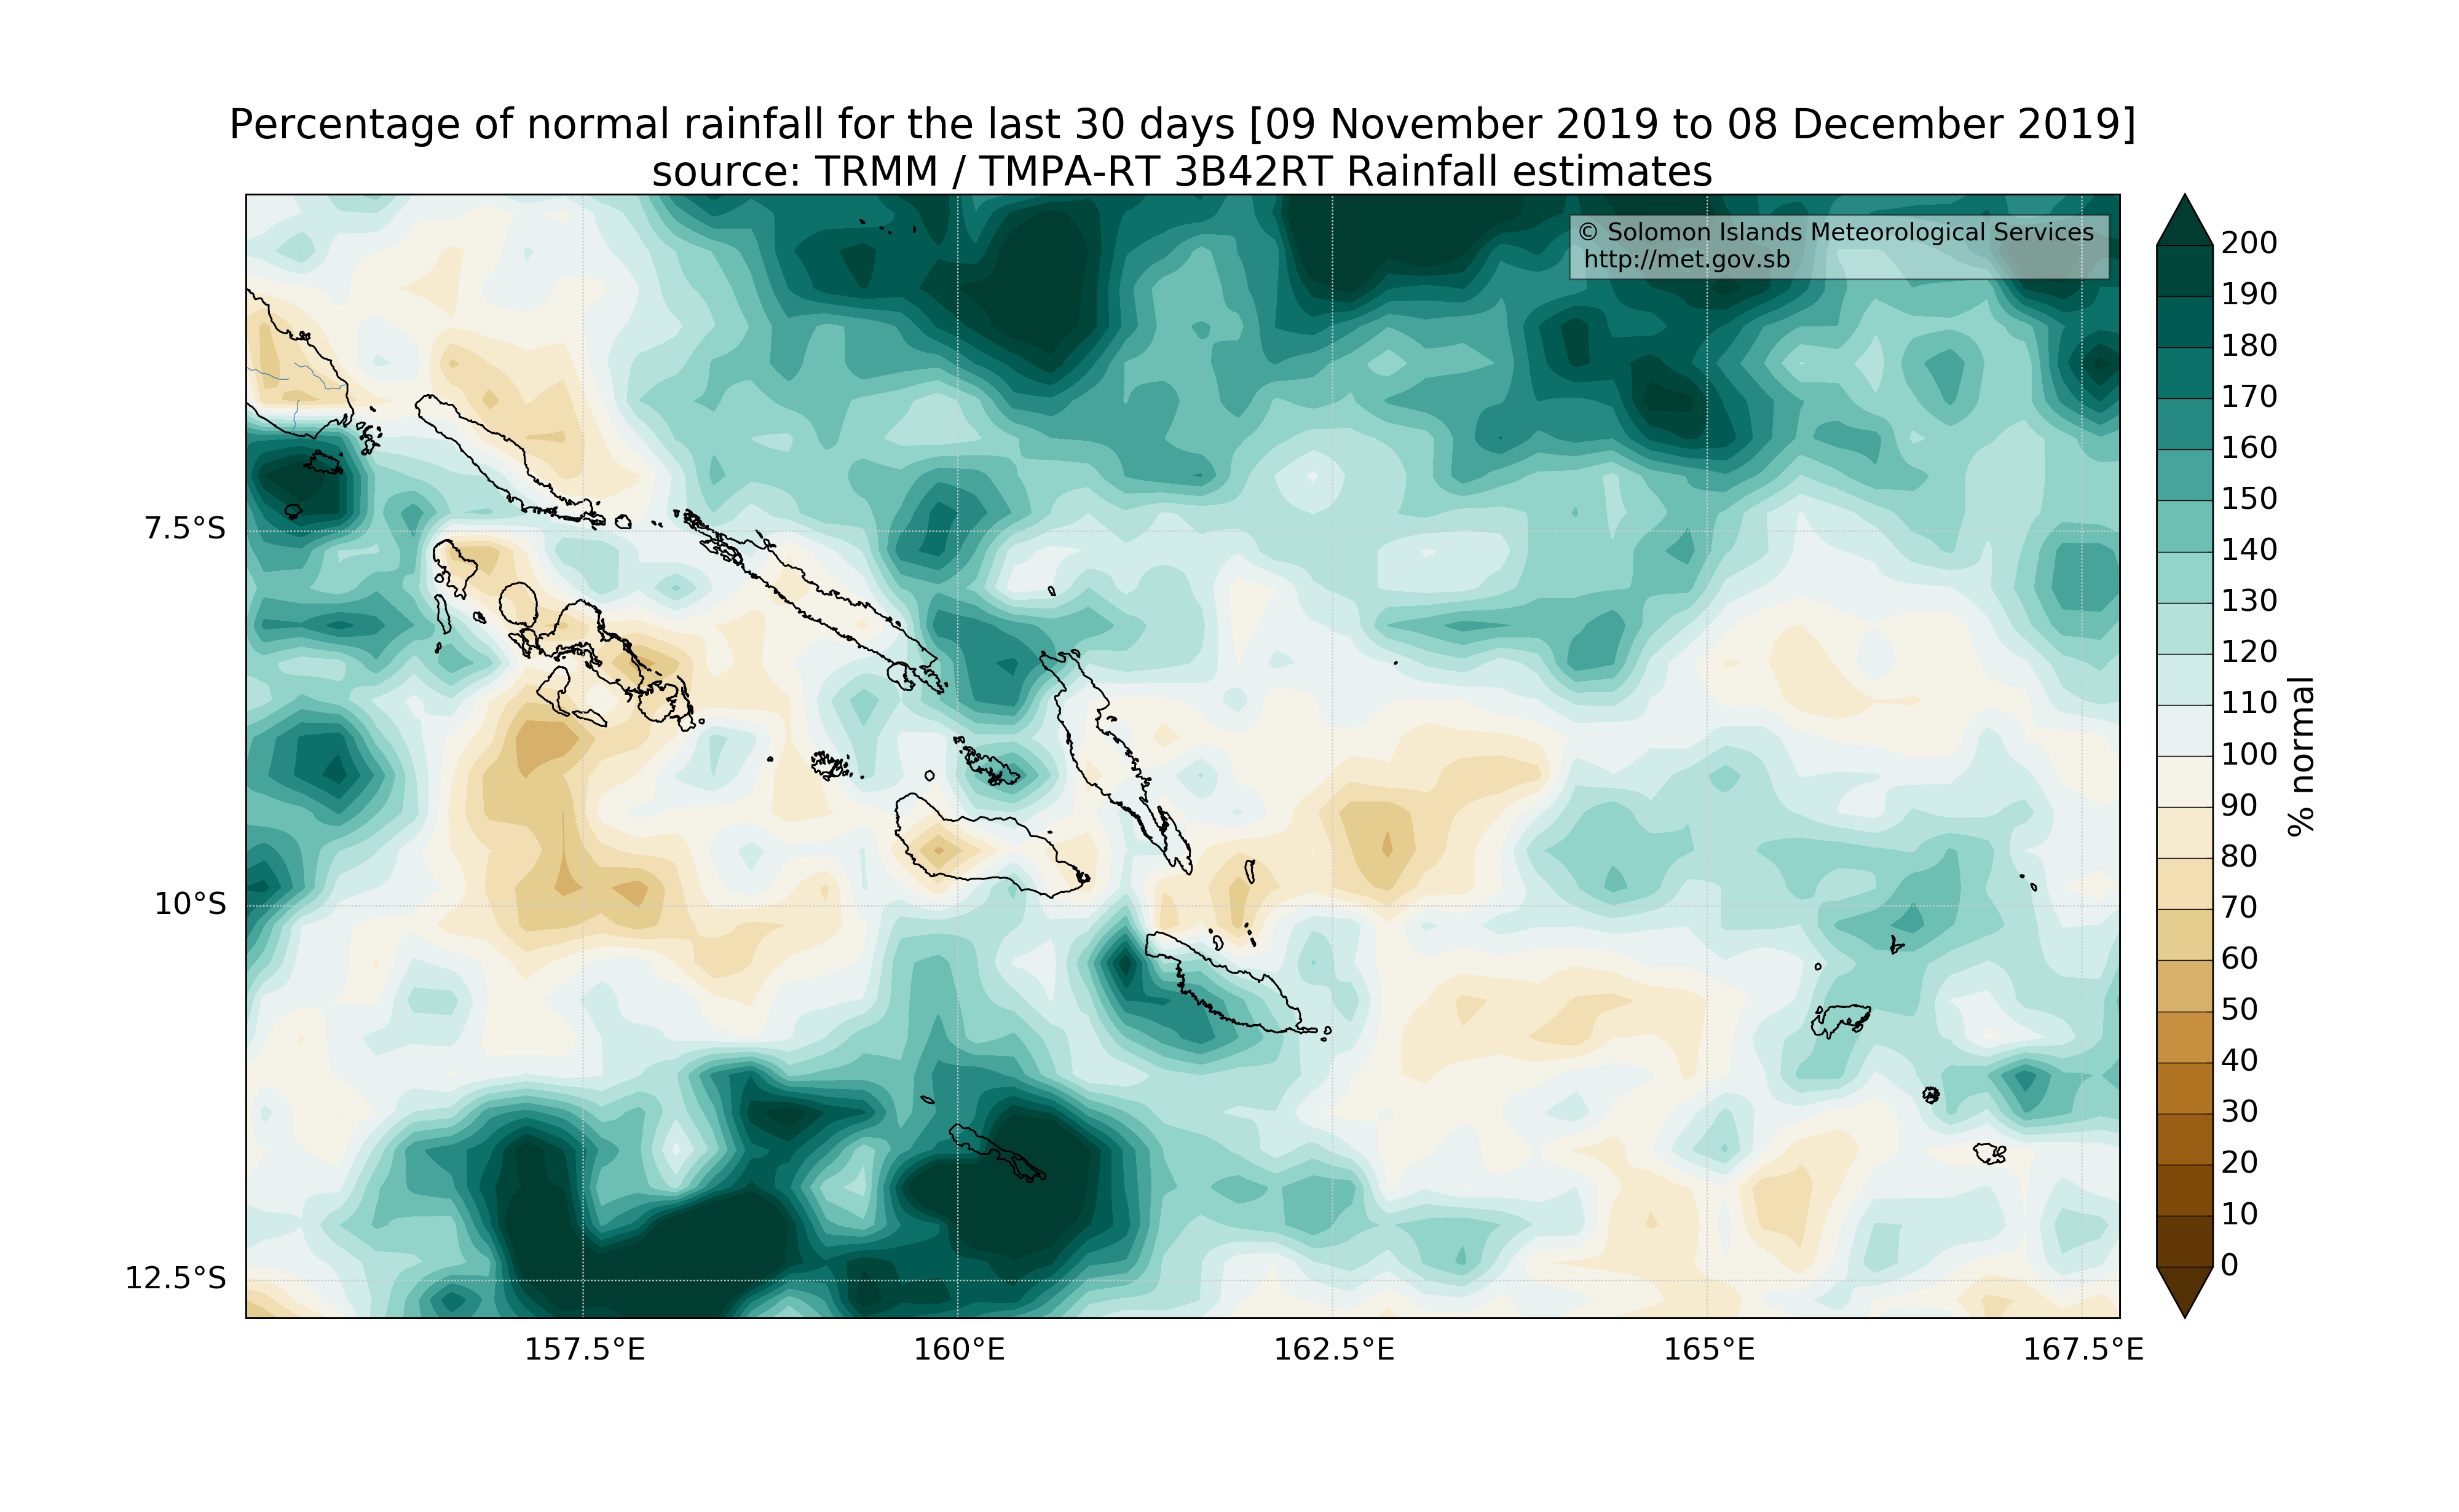 Percentage of normal rainfall for the last 30 days [09 November 2019 to 08 December 2019]
source: TRMM / TMPA-RT 3B42RT Rainfall estimates
© Solomon Islands Meteorological Services
http://met.gov.sb
7.5°S
10°S
12.5°S
157.5°E
160°E
162.5°E
165°E
167.5°E
200
190
180
170
160
150
140
130
120
110
100
90
80
70
60
50
40
30
20
10
0
% normal